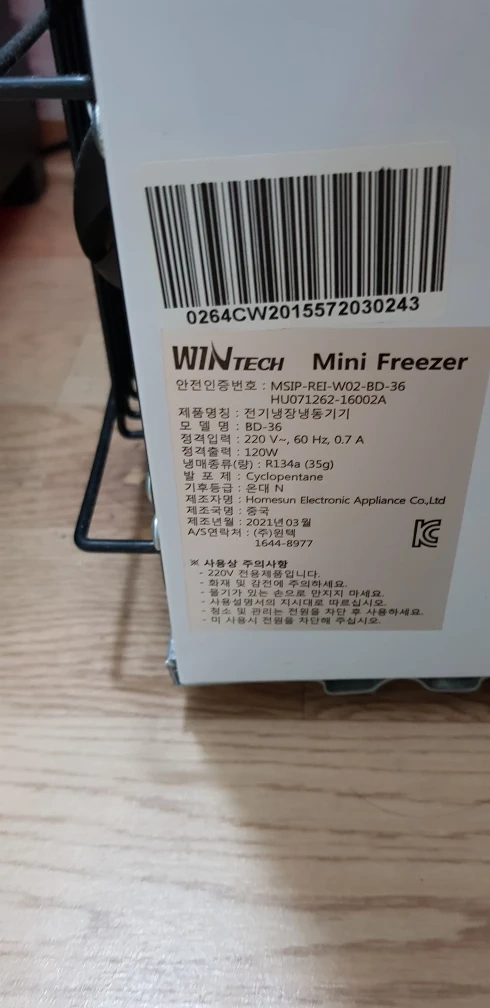 0264CW2015572030243
WINTECH Mini Freezer
안전인증번호 : MSIP-REI-W02-BD-36
HU071262-16002A
제품명칭 : 전기냉장냉동기기
모 델 명 : BD-36
정격입력 : 220 V~, 60 Hz, 0.7 A
정격출력 : 120W
냉매종류(량) : R134a (35g)
발 포 제 : Cyclopentane
기후등급 : 온대 N
제조자명 : Homesun Electronic Appliance Co.,Ltd
제조국명 : 중국
제조년월 : 2021년 03월
A/S연락처 : (주)윈텍
1644-8977
※ 사용상 주의사항
- 220V 전용제품입니다.
- 화재 및 감전에 주의하세요.
- 물기가 있는 손으로 만지지 마세요.
- 사용설명서의 지시대로 따르십시오.
- 청소 및 관리는 전원을 차단 후 사용하세요.
- 미 사용시 전원을 차단해 주십시오.